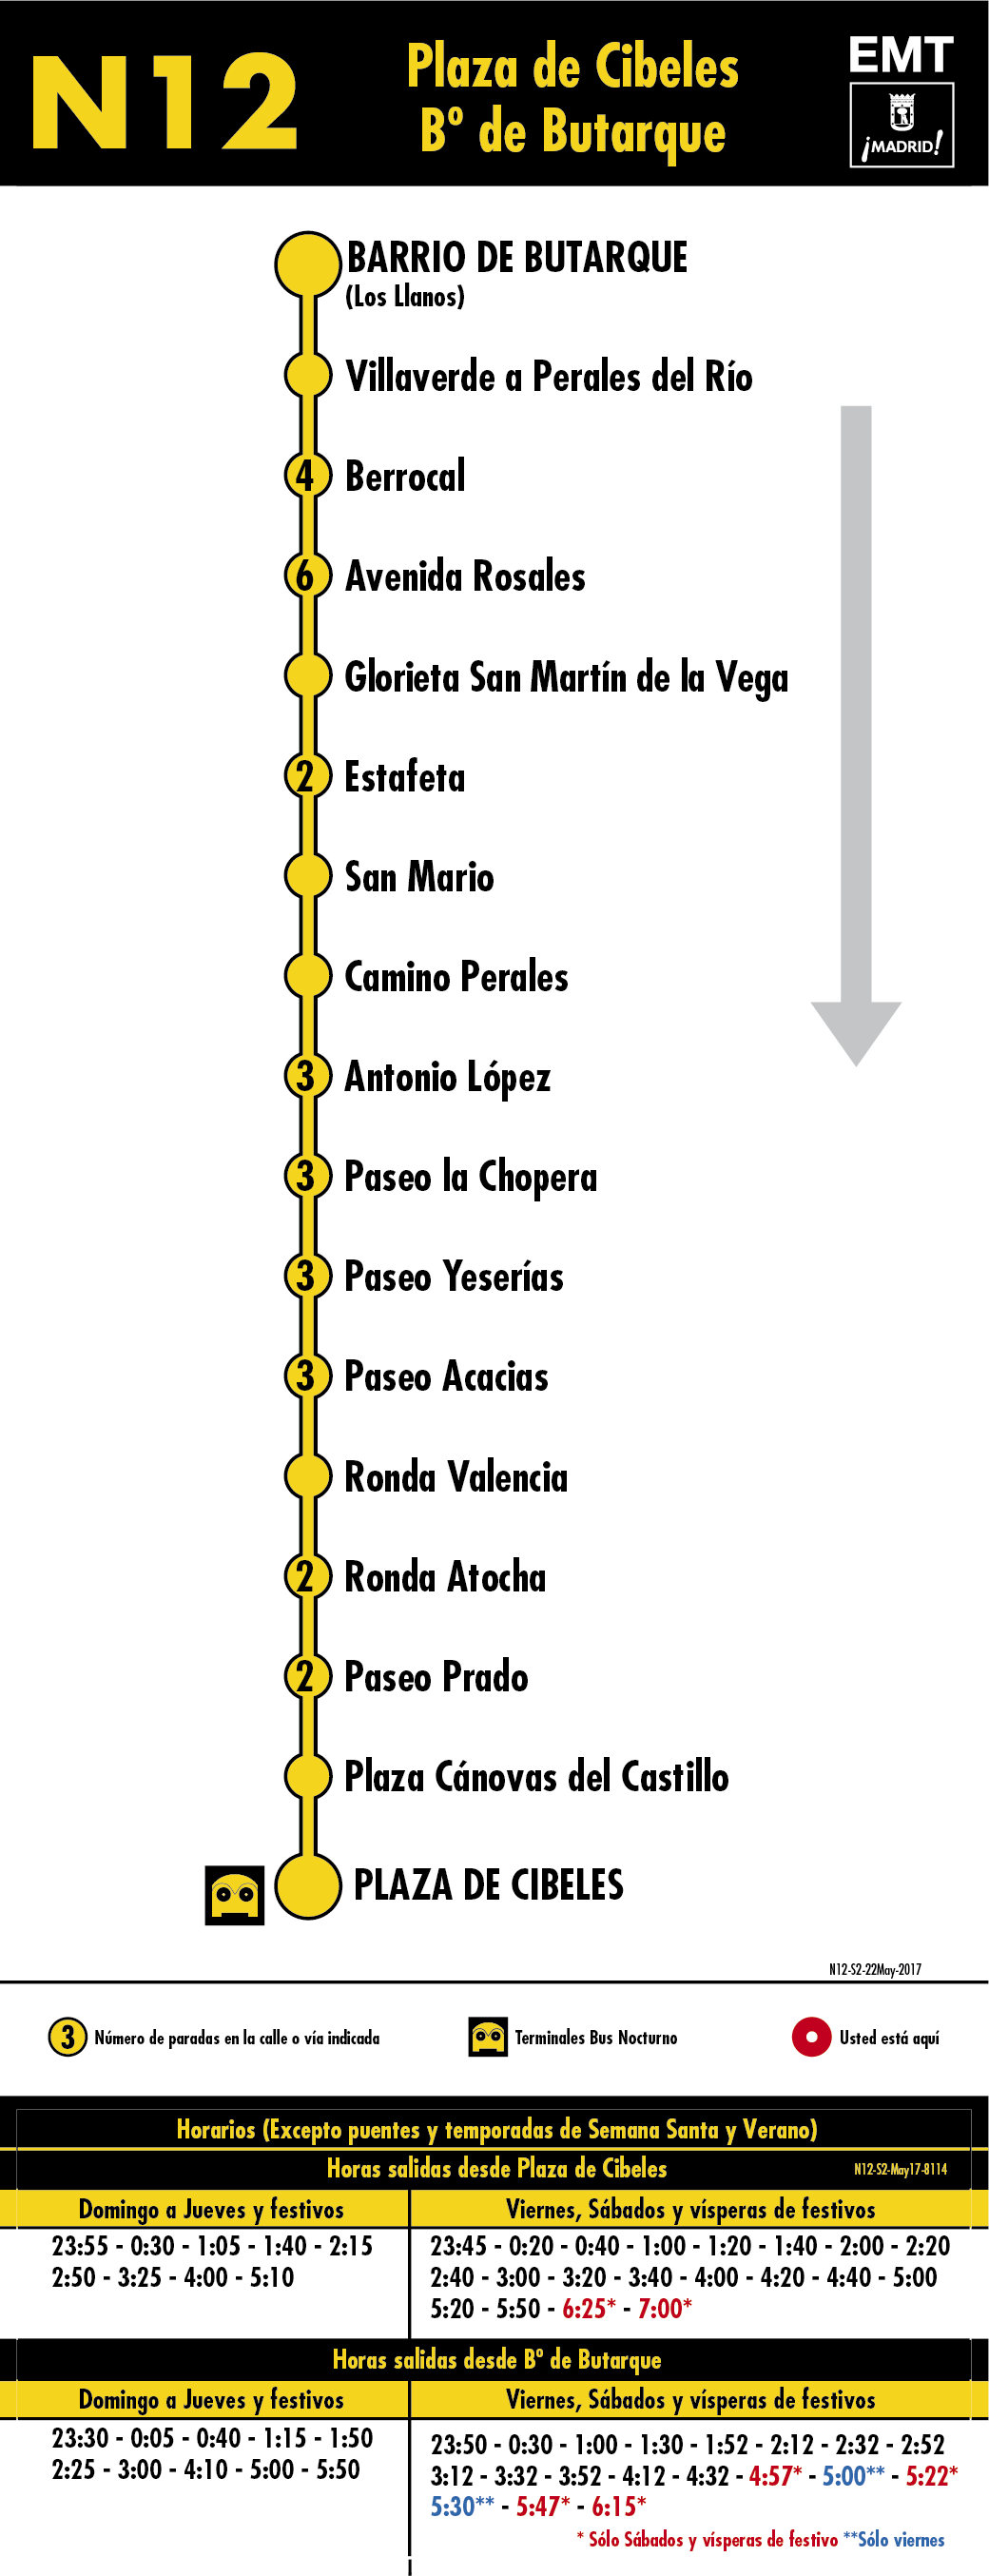 N12
Plaza de Cibeles
Bº de Butarque
EMT
¡MADRID!
BARRIO DE BUTARQUE
(Los Llanos)
Villaverde a Perales del Río
4 Berrocal
6 Avenida Rosales
Glorieta San Martín de la Vega
2 Estafeta
San Mario
Camino Perales
3 Antonio López
3 Paseo la Chopera
3 Paseo Yeserías
3 Paseo Acacias
Ronda Valencia
2 Ronda Atocha
2 Paseo Prado
Plaza Cánovas del Castillo
PLAZA DE CIBELES
N12-S2-22May-2017
3 Número de paradas en la calle o vía indicada
Terminales Bus Nocturno
Usted está aquí
Horarios (Excepto puentes y temporadas de Semana Santa y Verano)
Horas salidas desde Plaza de Cibeles
N12-S2-May17-8114
Domingo a Jueves y festivos
23:55 - 0:30 - 1:05 - 1:40 - 2:15
2:50 - 3:25 - 4:00 - 5:10
Viernes, Sábados y vísperas de festivos
23:45 - 0:20 - 0:40 - 1:00 - 1:20 - 1:40 - 2:00 - 2:20
2:40 - 3:00 - 3:20 - 3:40 - 4:00 - 4:20 - 4:40 - 5:00
5:20 - 5:50 - 6:25* - 7:00*
Horas salidas desde Bº de Butarque
Domingo a Jueves y festivos
23:30 - 0:05 - 0:40 - 1:15 - 1:50
2:25 - 3:00 - 4:10 - 5:00 - 5:50
Viernes, Sábados y vísperas de festivos
23:50 - 0:30 - 1:00 - 1:30 - 1:52 - 2:12 - 2:32 - 2:52
3:12 - 3:32 - 3:52 - 4:12 - 4:32 - 4:57* - 5:00** - 5:22*
5:30** - 5:47* - 6:15*
* Sólo Sábados y vísperas de festivo **Sólo viernes